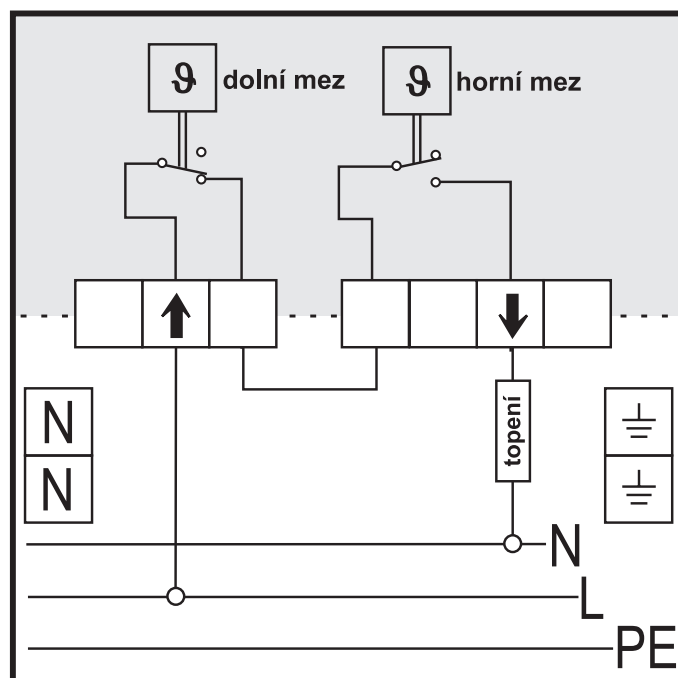 ϑ dolní mez
ϑ horní mez
topení
N
N
N
L
PE